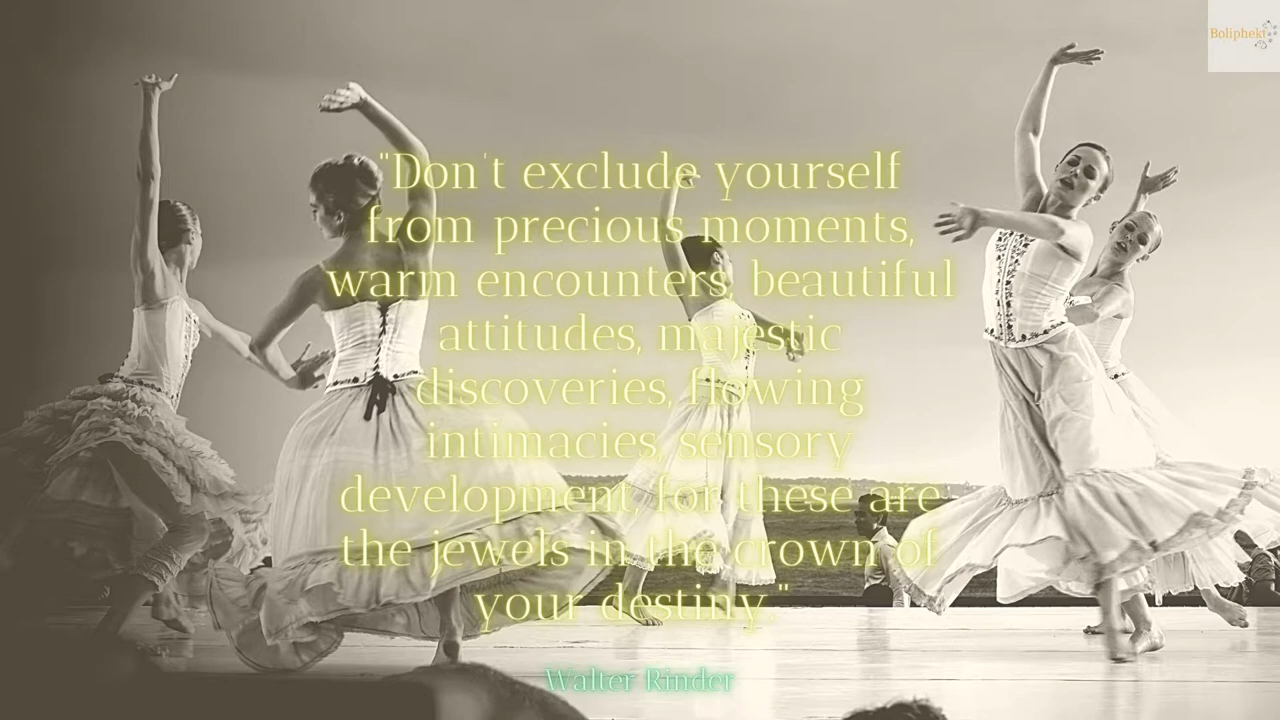 Boliphekt
"Don't exclude yourself
from precious moments,
warm encounters, beautiful
attitudes, majestic
discoveries, flowing
intimacies, sensory
development, for these are
the jewels in the crown of
your destiny."
Walter Rinder